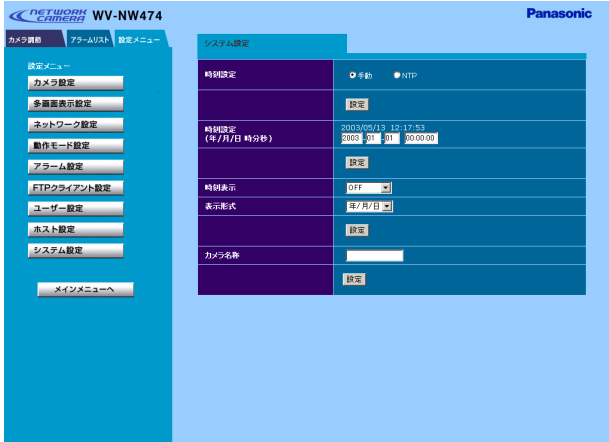 NETWORK CAMERA WV-NW474
Panasonic
カメラ調節 アラームリスト 設定メニュー
設定メニュー
カメラ設定
多画面表示設定
ネットワーク設定
動作モード設定
アラーム設定
FTPクライアント設定
ユーザー設定
ホスト設定
システム設定
メインメニューへ
システム設定
時刻設定 手動 NTP
設定
時刻設定
(年/月/日 時分秒)
2003/05/13 12:17:53
2003 /01 /01 00:00:00
設定
時刻表示 OFF
表示形式 年/月/日
設定
カメラ名称
設定